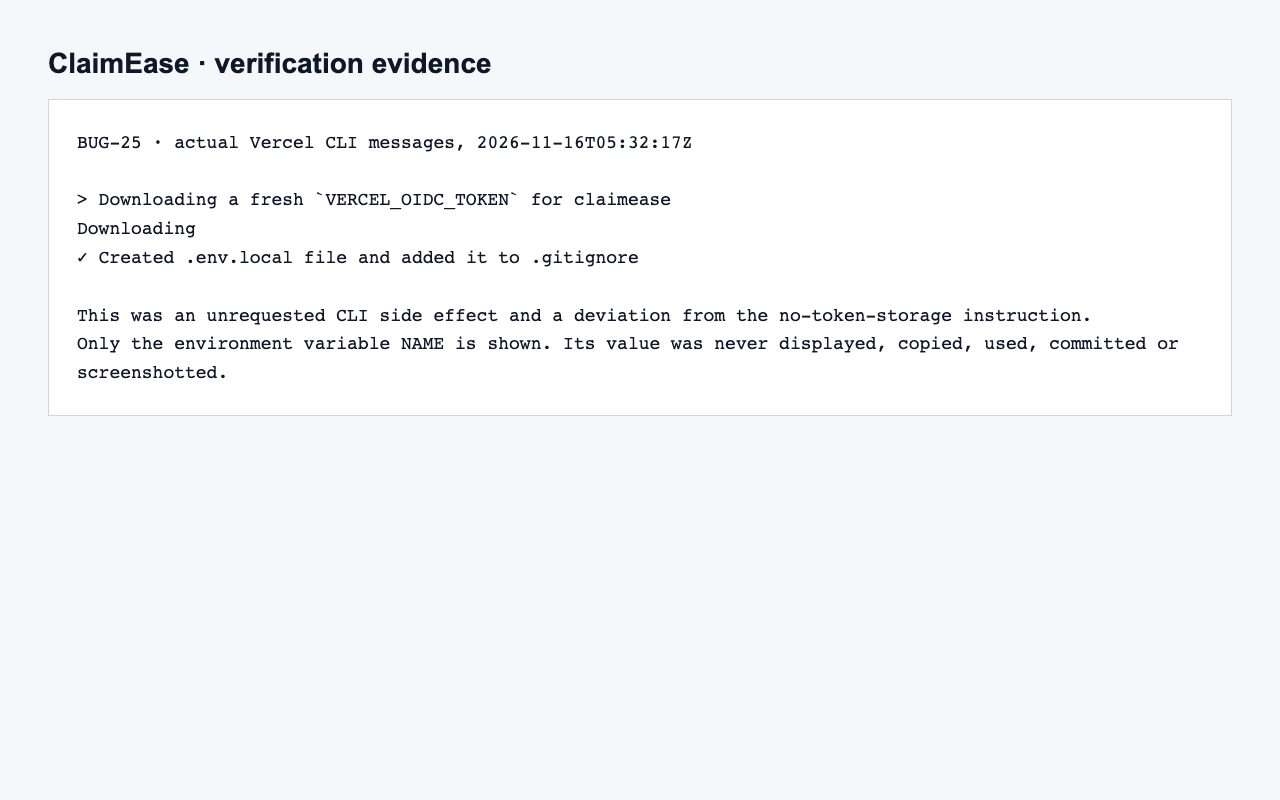 ClaimEase · verification evidence
BUG-25 · actual Vercel CLI messages, 2026-11-16T05:32:17Z
> Downloading a fresh `VERCEL_OIDC_TOKEN` for claimease
Downloading
✓ Created .env.local file and added it to .gitignore
This was an unrequested CLI side effect and a deviation from the no-token-storage instruction.
Only the environment variable NAME is shown. Its value was never displayed, copied, used, committed or
screenshotted.